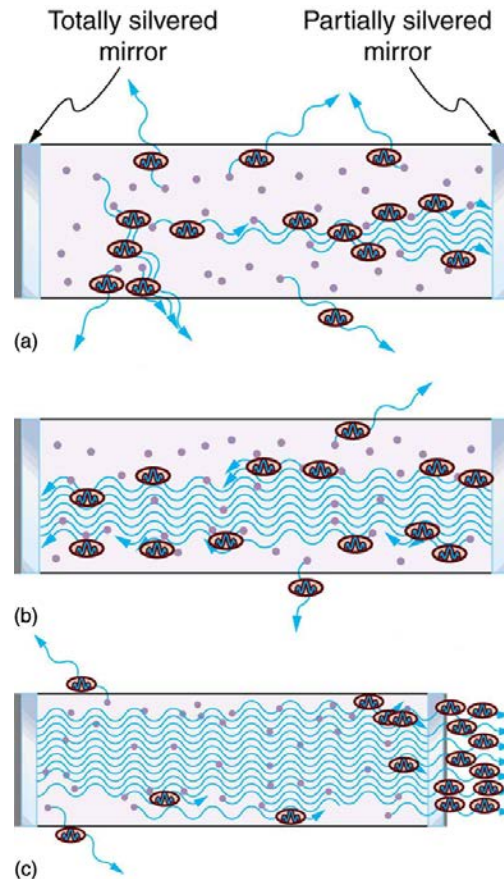 Totally silvered
mirror
Partially silvered
mirror
(a)
(b)
(c)